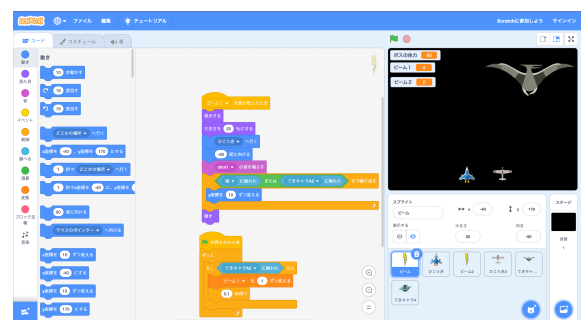 SCRATCH
ファイル
編集
チュートリアル
Scratchに参加しよう
サインイン
コード
コスチューム
音
動き
見た目
音
イベント
制御
調べる
演算
変数
ブロック定義
音楽
動き
10 歩動かす
15 度回す
15 度回す
どこかの場所 へ行く
x座標を -40 、y座標を 170 にする
1 秒で どこかの場所 へ行く
1 秒でx座標を -40 に、y座標を
90 度に向ける
マウスのポインター へ向ける
x座標を 10 ずつ変える
x座標を -40 にする
y座標を 10 ずつ変える
y座標を 170 にする
ビーム1 を受け取ったとき
表示する
大きさを 20 %にする
ひこうき へ行く
-90 度に向ける
の音を鳴らす
端 に触れた または てきキャラA2 に触れた まで繰り返す
y座標を 10 ずつ変える
隠す
が押されたとき
ずっと
もし てきキャラA2 に触れた なら
ビーム1 を 1 ずつ変える
0.1 秒待つ
ボスの体力
ビーム1
ビーム2
スプライト
ビーム
x -40
y 170
表示する
大きさ
20
向き
-90
ステージ
背景
1
ビーム
ひこうき
ビーム2
ひこうき2
てきキャ...
てきキャラA